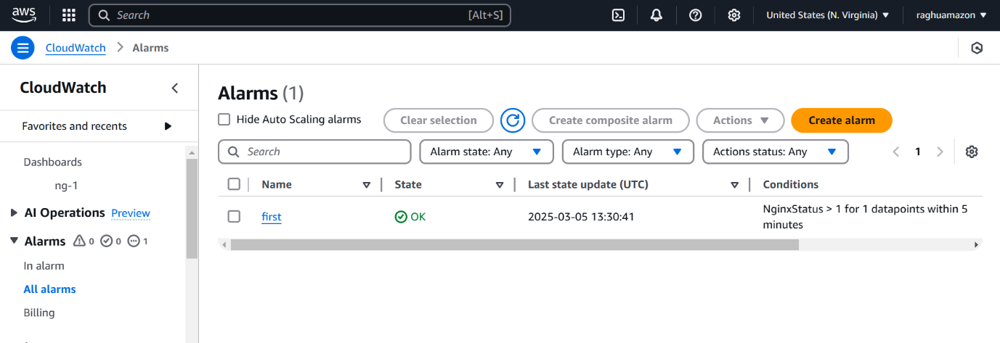 aws
Search [Alt+S]
United States (N. Virginia)
raghuamazon
CloudWatch
Alarms
CloudWatch
Favorites and recents
Dashboards
ng-1
AI Operations Preview
Alarms 0 0 1
In alarm
All alarms
Billing
Alarms (1)
Hide Auto Scaling alarms
Clear selection
Create composite alarm
Actions
Create alarm
Search
Alarm state: Any
Alarm type: Any
Actions status: Any
1
Name
State
Last state update (UTC)
Conditions
first
OK
2025-03-05 13:30:41
NginxStatus > 1 for 1 datapoints within 5
minutes